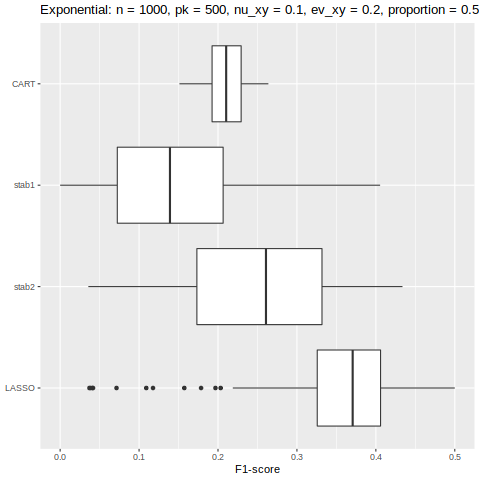 Exponential: n = 1000, pk = 500, nu_xy = 0.1, ev_xy = 0.2, proportion = 0.5
CART
stab1
stab2
LASSO
0.0 0.1 0.2 0.3 0.4 0.5
F1-score